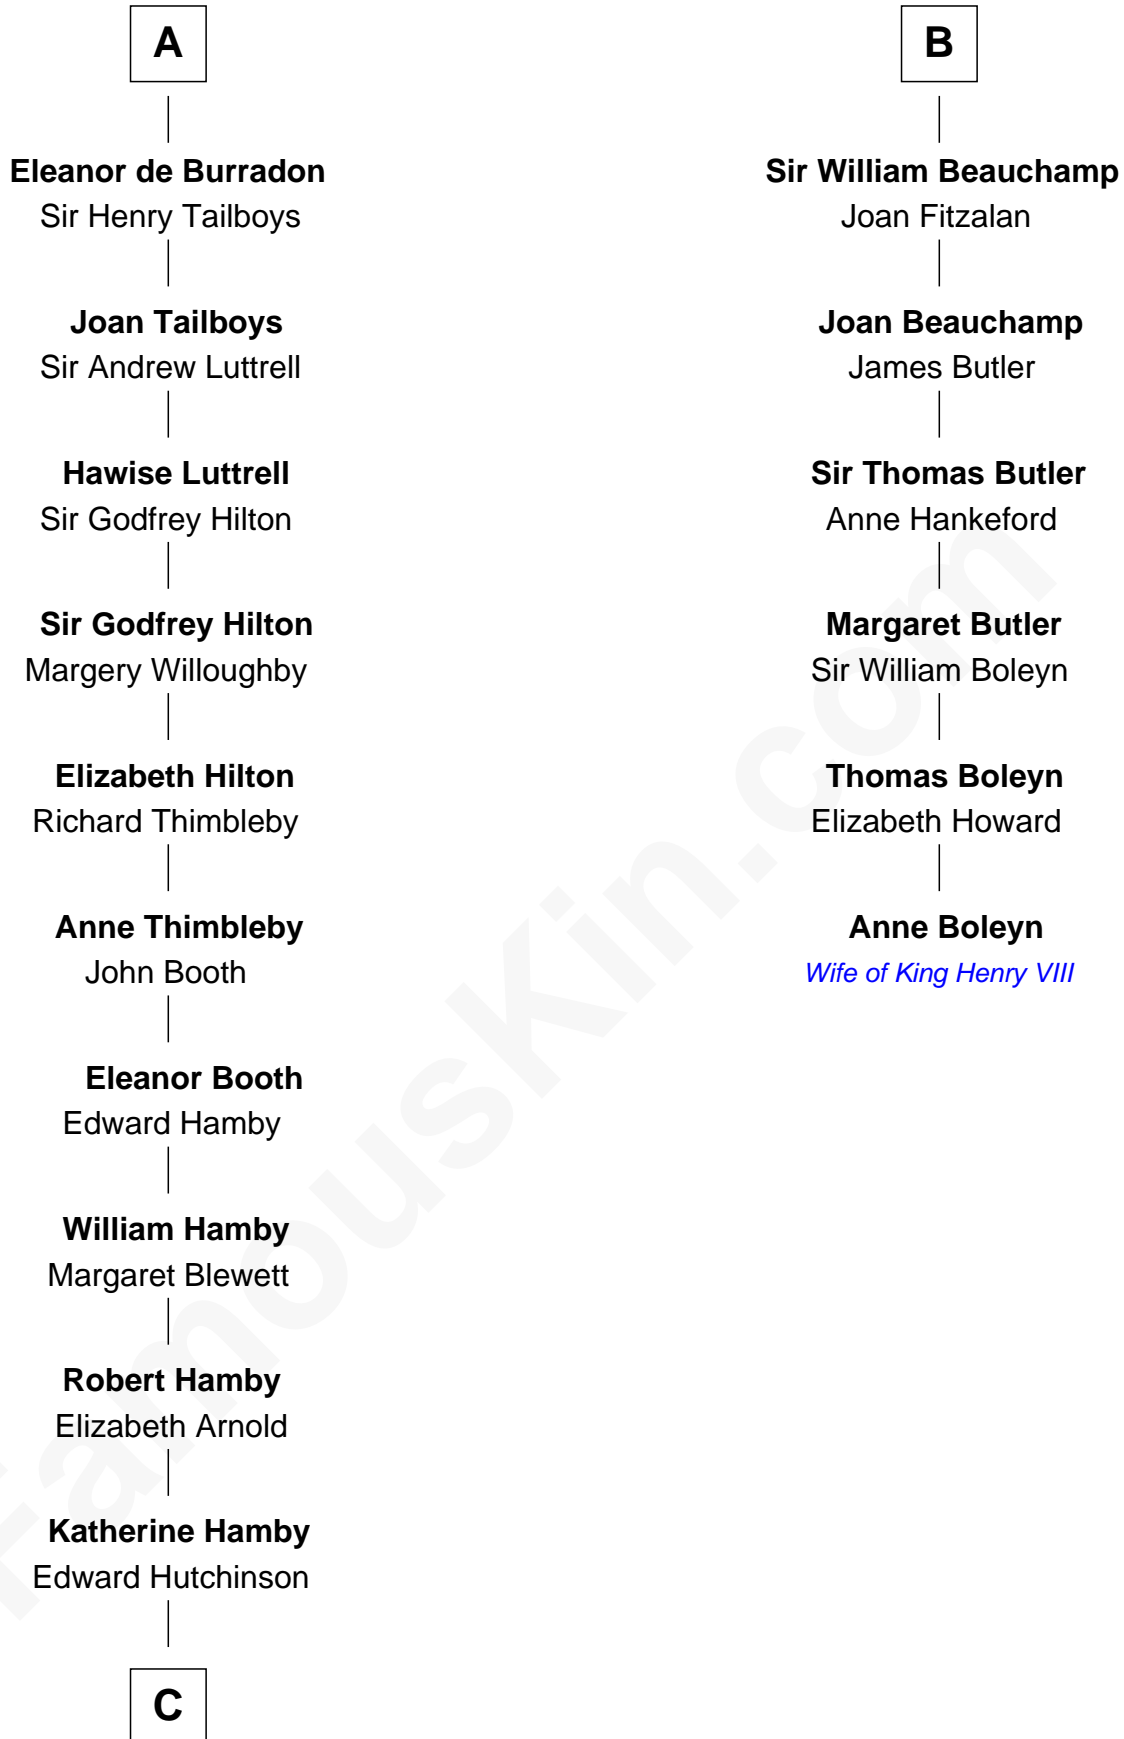 A
Eleanor de Burradon
Sir Henry Tailboys
Joan Tailboys
Sir Andrew Luttrell
Hawise Luttrell
Sir Godfrey Hilton
Sir Godfrey Hilton
Margery Willoughby
Elizabeth Hilton
Richard Thimbleby
Anne Thimbleby
John Booth
Eleanor Booth
Edward Hamby
William Hamby
Margaret Blewett
Robert Hamby
Elizabeth Arnold
Katherine Hamby
Edward Hutchinson
C
B
Sir William Beauchamp
Joan Fitzalan
Joan Beauchamp
James Butler
Sir Thomas Butler
Anne Hankeford
Margaret Butler
Sir William Boleyn
Thomas Boleyn
Elizabeth Howard
Anne Boleyn
Wife of King Henry VIII
FamousKin.com